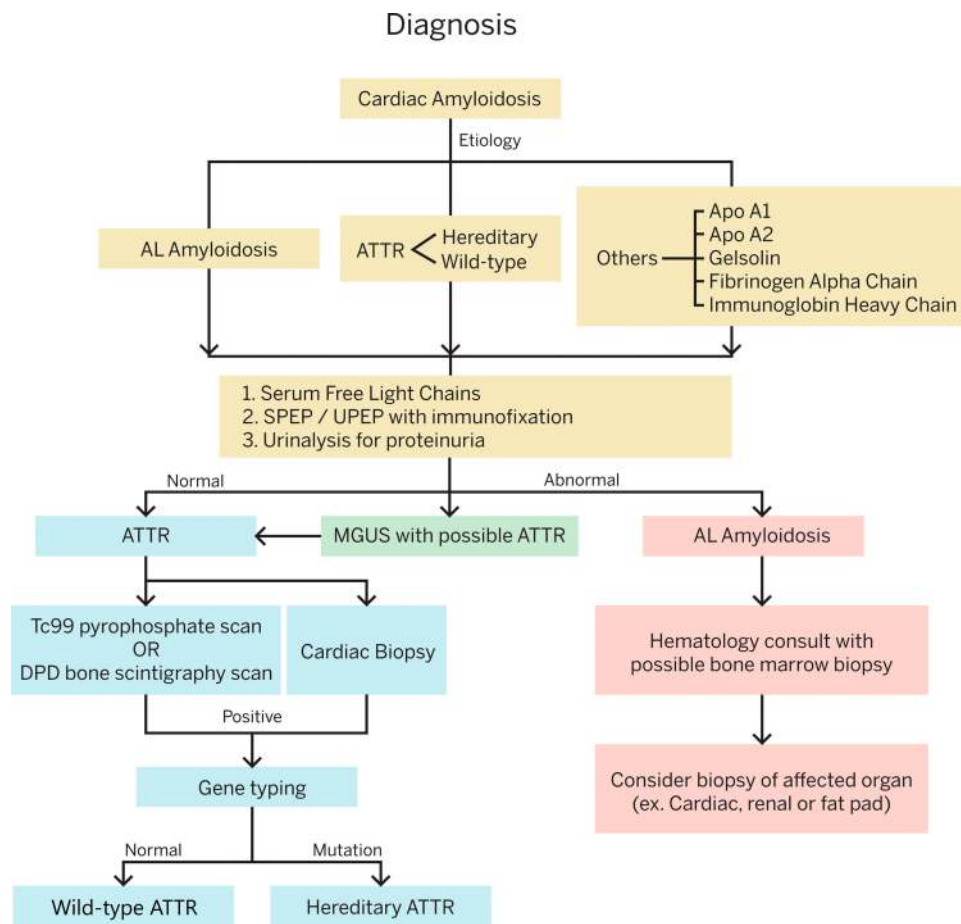 Diagnosis
Cardiac Amyloidosis
Etiology
AL Amyloidosis
ATTR
Hereditary
Wild-type
Others
Apo A1
Apo A2
Gelsolin
Fibrinogen Alpha Chain
Immunoglobin Heavy Chain
1. Serum Free Light Chains
2. SPEP / UPEP with immunofixation
3. Urinalysis for proteinuria
Normal
Abnormal
ATTR
MGUS with possible ATTR
AL Amyloidosis
Tc99 pyrophosphate scan
OR
DPD bone scintigraphy scan
Cardiac Biopsy
Hematology consult with
possible bone marrow biopsy
Positive
Gene typing
Consider biopsy of affected organ
(ex. Cardiac, renal or fat pad)
Normal
Mutation
Wild-type ATTR
Hereditary ATTR